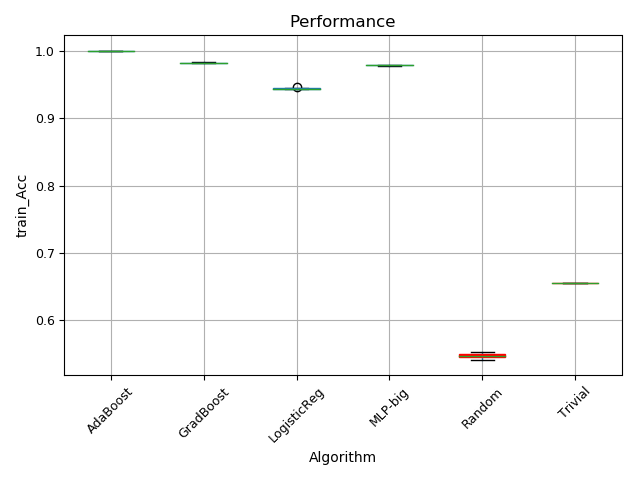 Performance
train_Acc
1.0
0.9
0.8
0.7
0.6
AdaBoost
GradBoost
LogisticReg
MLP-big
Random
Trivial
Algorithm